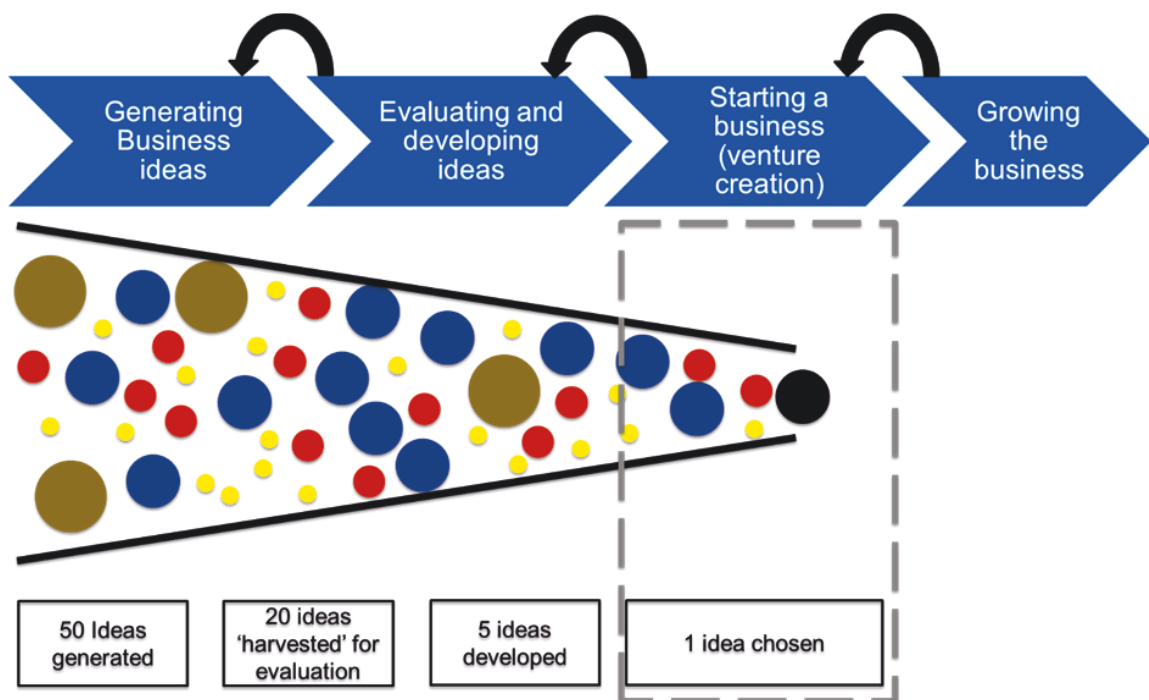 Generating
Business
ideas
Evaluating and
developing
ideas
Starting a
business
(venture
creation)
Growing
the
business
50 Ideas
generated
20 ideas
‘harvested’ for
evaluation
5 ideas
developed
1 idea chosen